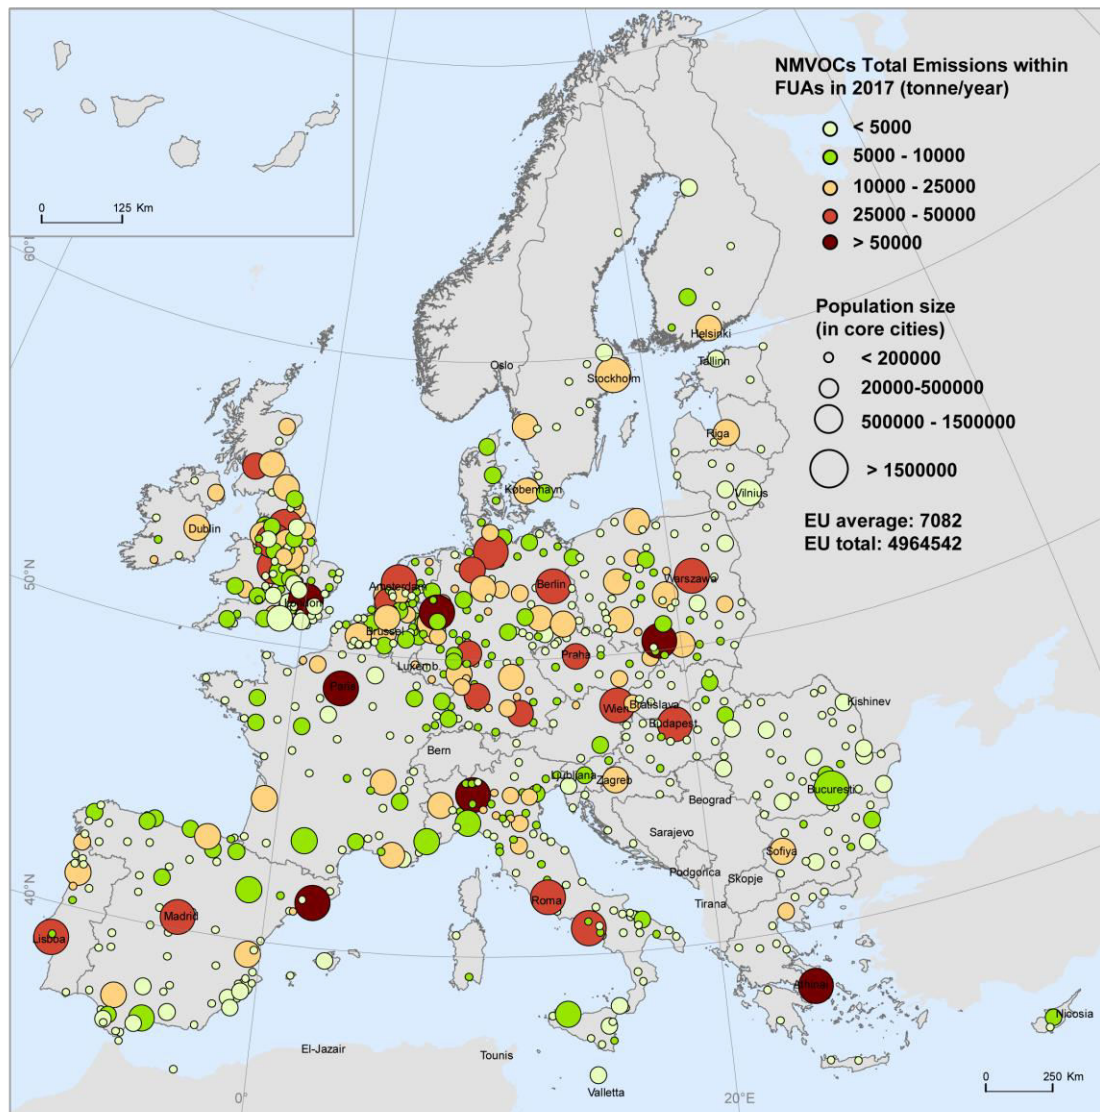 NMVOCs Total Emissions within
FUAs in 2017 (tonne/year)
< 5000
5000 - 10000
10000 - 25000
25000 - 50000
> 50000
0 125 Km
Population size
(in core cities)
< 200000
20000-500000
500000 - 1500000
> 1500000
EU average: 7082
EU total: 4964542
60°
Helsinki
Tallinn
Oslo
Stockholm
Riga
København
Vilnius
Dublin
50°N
Amsterdam
Berlin
Warszawa
London
Brussel
Praha
Luxemb
Paris
Kishinev
Wien
Bratislava
Budapest
Bern
Ljubljana
Zagreb
Bucuresti
Beograd
Sarajevo
Sofiya
Podgorica
Skopje
Tirana
40°N
Madrid
Roma
Lisboa
Athinai
Nicosia
El-Jazair
Tounis
Valletta
0 250 Km
0°
20°E